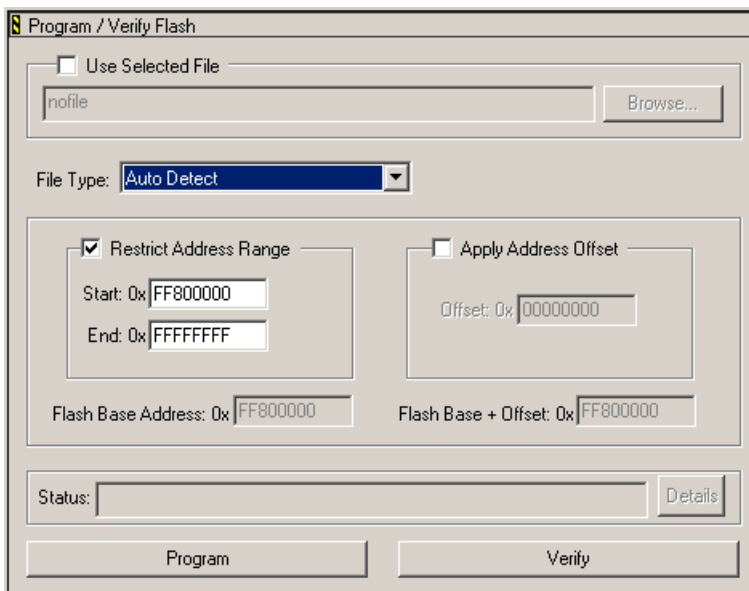 Program / Verify Flash
Use Selected File
nofile
Browse...
File Type: Auto Detect
Restrict Address Range
Apply Address Offset
Start: 0x FF800000
Offset: 0x 00000000
End: 0x FFFFFFFF
Flash Base Address: 0x FF800000
Flash Base + Offset: 0x FF800000
Status:
Details
Program
Verify